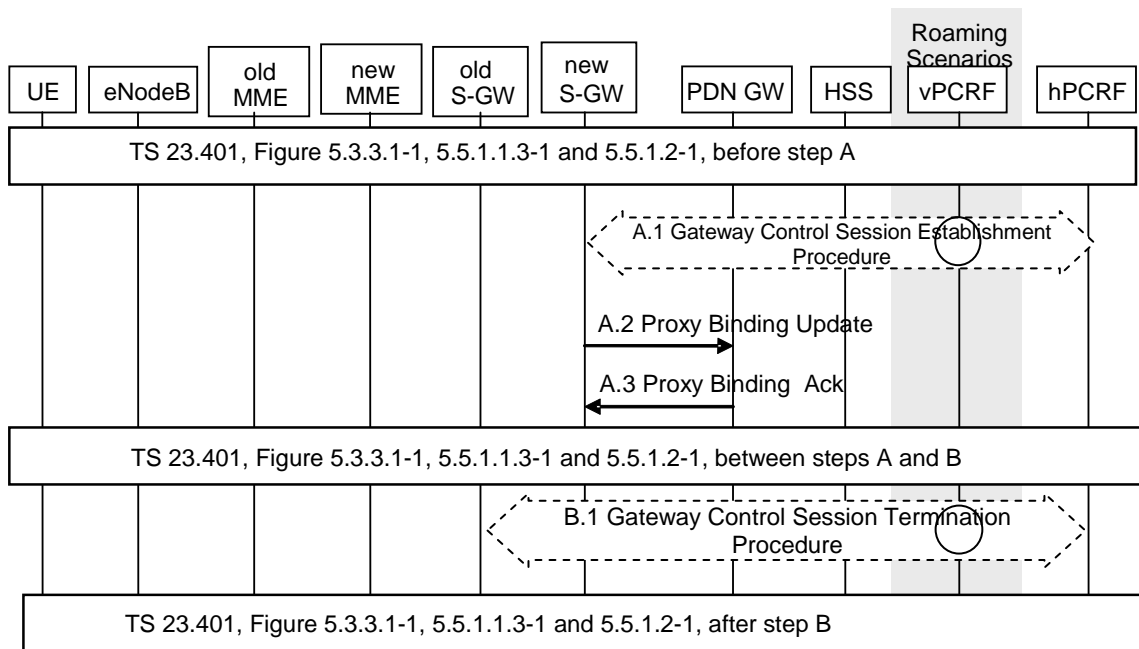 Roaming
Scenarios
UE
eNodeB
old
MME
new
MME
old
S-GW
new
S-GW
PDN GW
HSS
vPCRF
hPCRF
TS 23.401, Figure 5.3.3.1-1, 5.5.1.1.3-1 and 5.5.1.2-1, before step A
A.1 Gateway Control Session Establishment
Procedure
A.2 Proxy Binding Update
A.3 Proxy Binding Ack
TS 23.401, Figure 5.3.3.1-1, 5.5.1.1.3-1 and 5.5.1.2-1, between steps A and B
B.1 Gateway Control Session Termination
Procedure
TS 23.401, Figure 5.3.3.1-1, 5.5.1.1.3-1 and 5.5.1.2-1, after step B